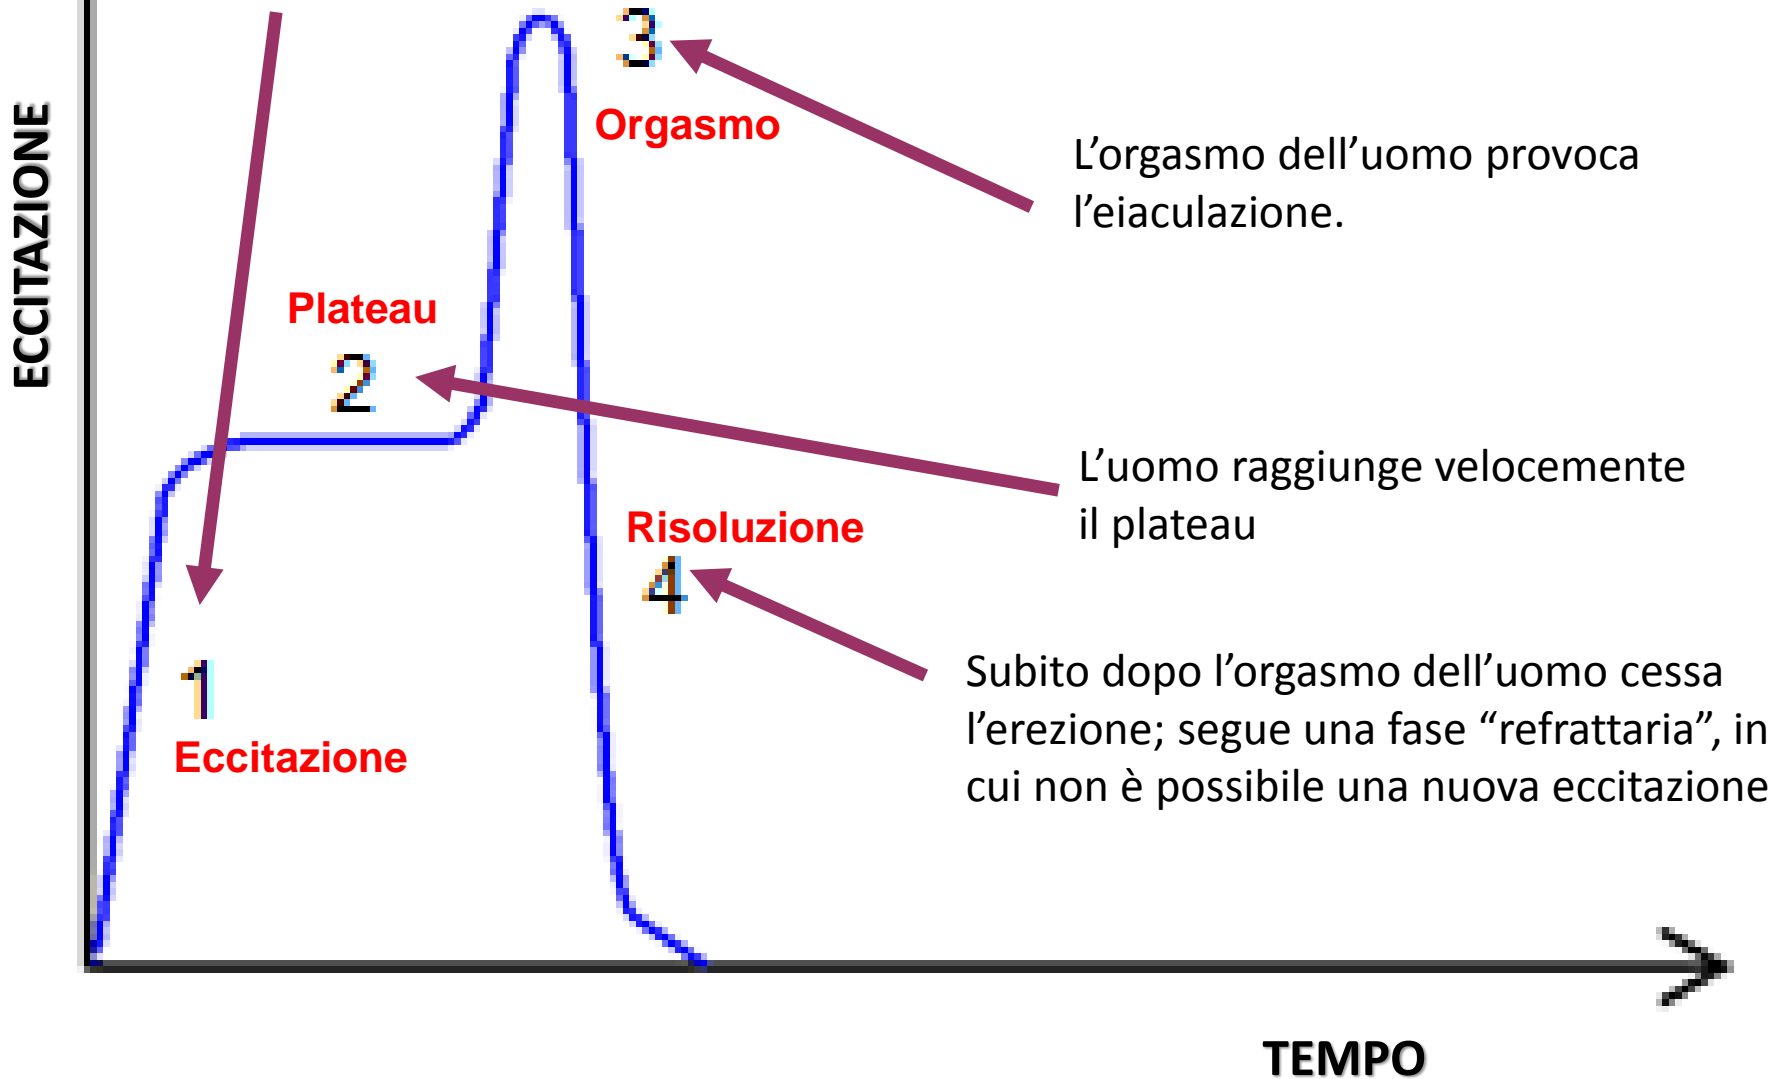 ECCITAZIONE
3
Orgasmo
L’orgasmo dell’uomo provoca
l’eiaculazione.
Plateau
2
L’uomo raggiunge velocemente
il plateau
Risoluzione
4
1
Eccitazione
Subito dopo l’orgasmo dell’uomo cessa
l’erezione; segue una fase “refrattaria”, in
cui non è possibile una nuova eccitazione
TEMPO